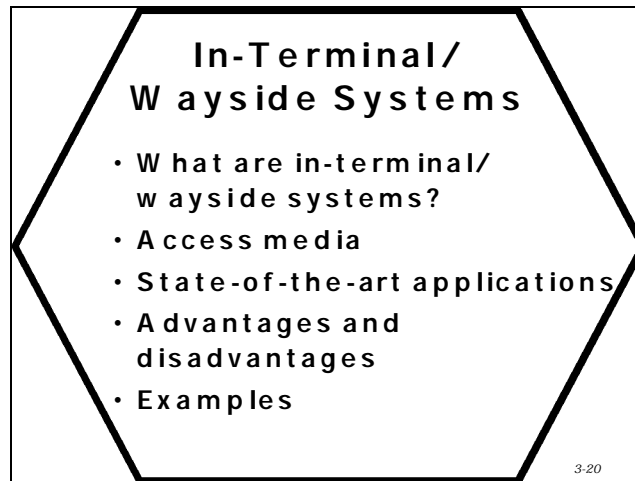 In-Terminal/
Wayside Systems
· What are in-terminal/
wayside systems?
· Access media
· State-of-the-art applications
· Advantages and
disadvantages
· Examples
3-20